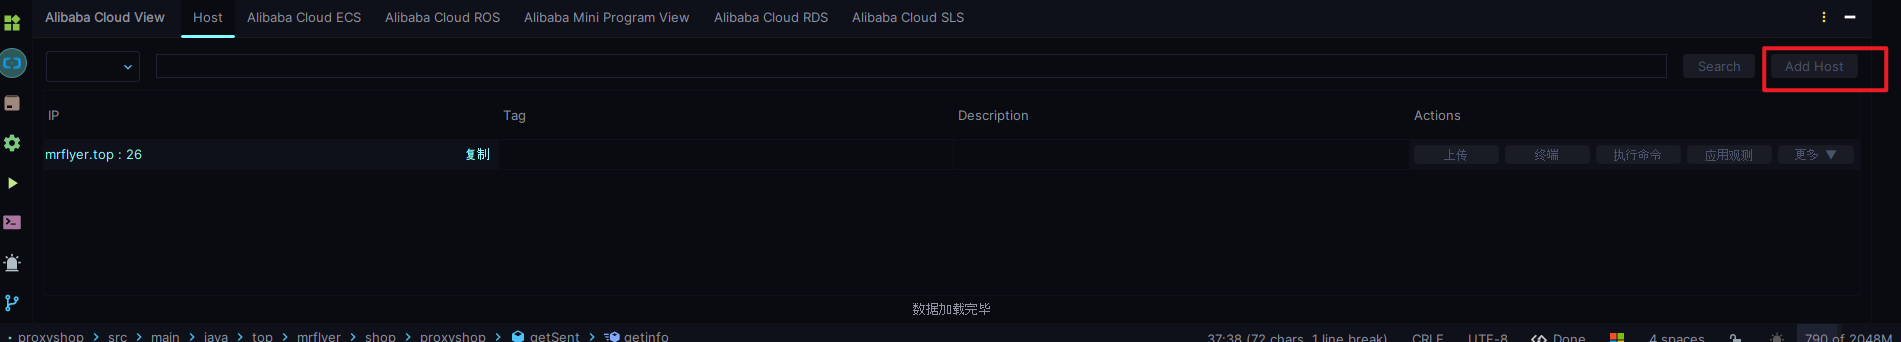 Alibaba Cloud View Host Alibaba Cloud ECS Alibaba Cloud ROS Alibaba Mini Program View Alibaba Cloud RDS Alibaba Cloud SLS
Search Add Host
IP Tag Description Actions
mrflyer.top : 26 复制 上传 终端 执行命令 应用观测 更多 ▼
数据加载完毕
proxyshop > src > main > java > top > mrflyer > shop > proxyshop > getSent > getinfo 37:38 (72 chars, 1 line break) CRLF UTF-8 Done 4 spaces 790 of 2048M